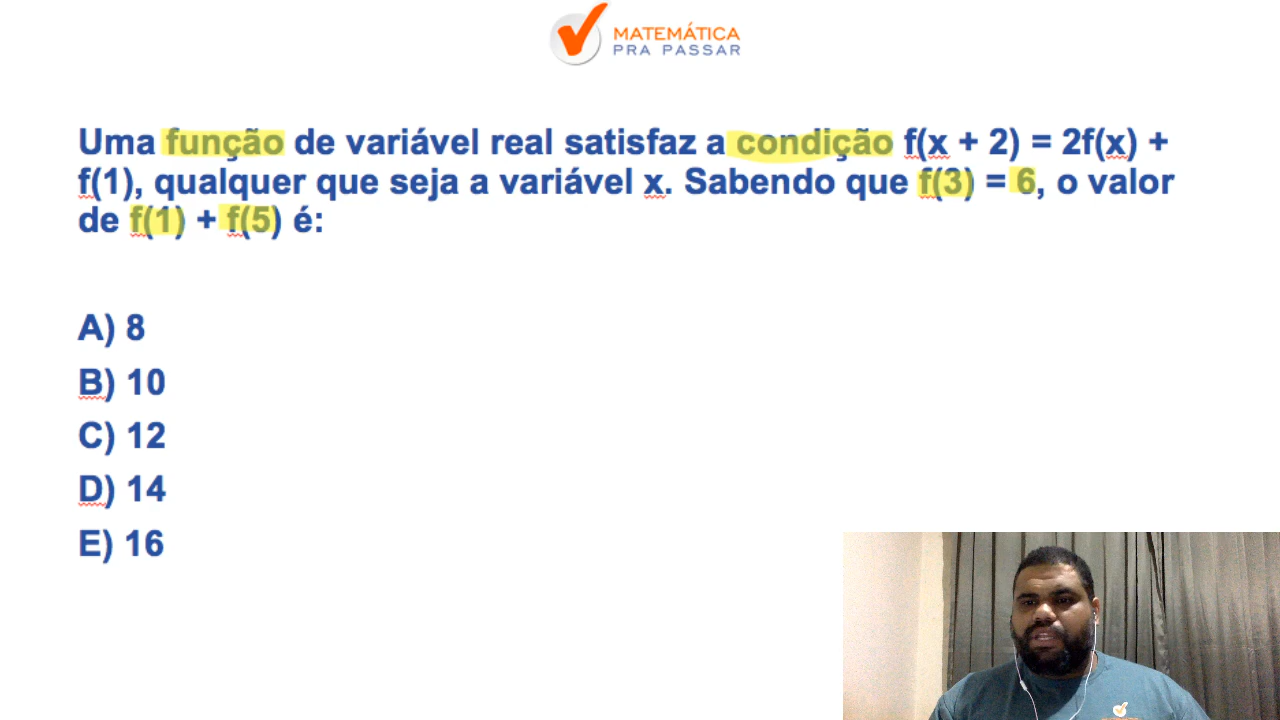 MATEMÁTICA
PRA PASSAR
Uma função de variável real satisfaz a condição f(x + 2) = 2f(x) +
f(1), qualquer que seja a variável x. Sabendo que f(3) = 6, o valor
de f(1) + f(5) é:
A) 8
B) 10
C) 12
D) 14
E) 16